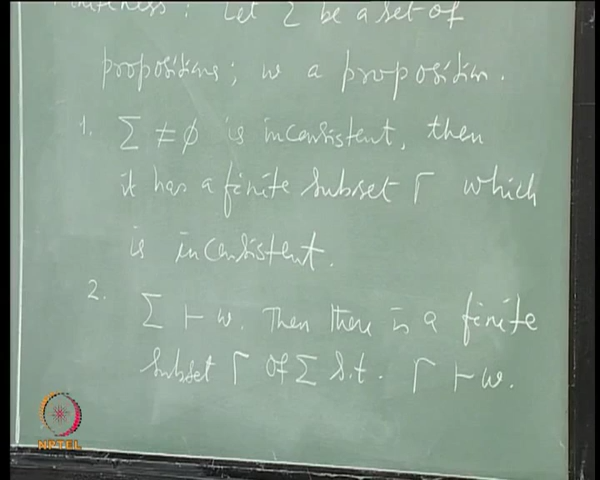 Finiteness: Let Σ be a set of
propositions; w a proposition.
1. Σ ≠ ϕ is inconsistent, then
it has a finite subset Γ which
is inconsistent.
2. Σ ⊢ w. Then there is a finite
subset Γ of Σ s.t. Γ ⊢ w.
NPTEL